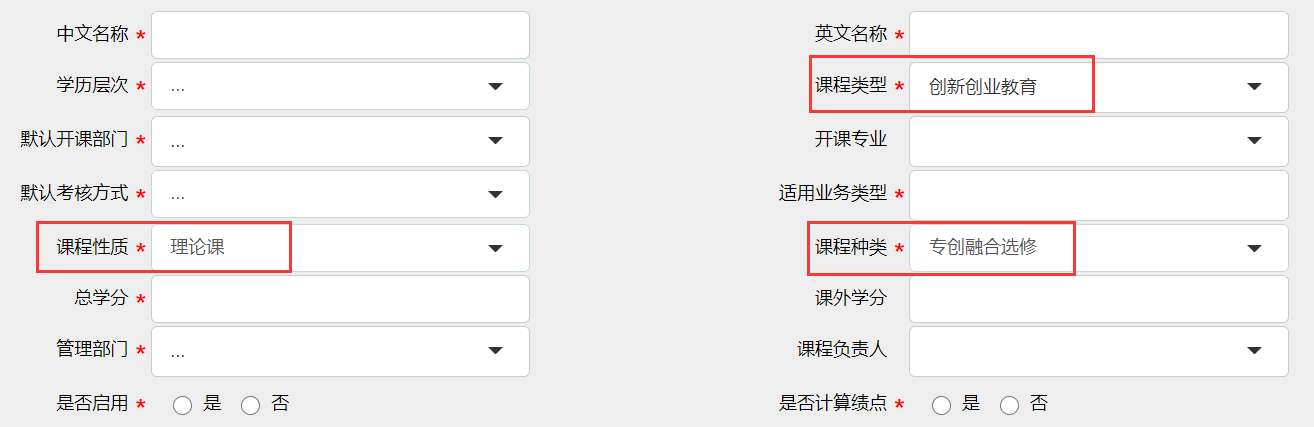 中文名称 * 英文名称 *
学历层次 * ... 课程类型 * 创新创业教育
默认开课部门 * ... 开课专业
默认考核方式 * ... 适用业务类型 *
课程性质 * 理论课 课程种类 * 专创融合选修
总学分 * 课外学分
管理部门 * ... 课程负责人
是否启用 * 是 否 是否计算绩点 * 是 否